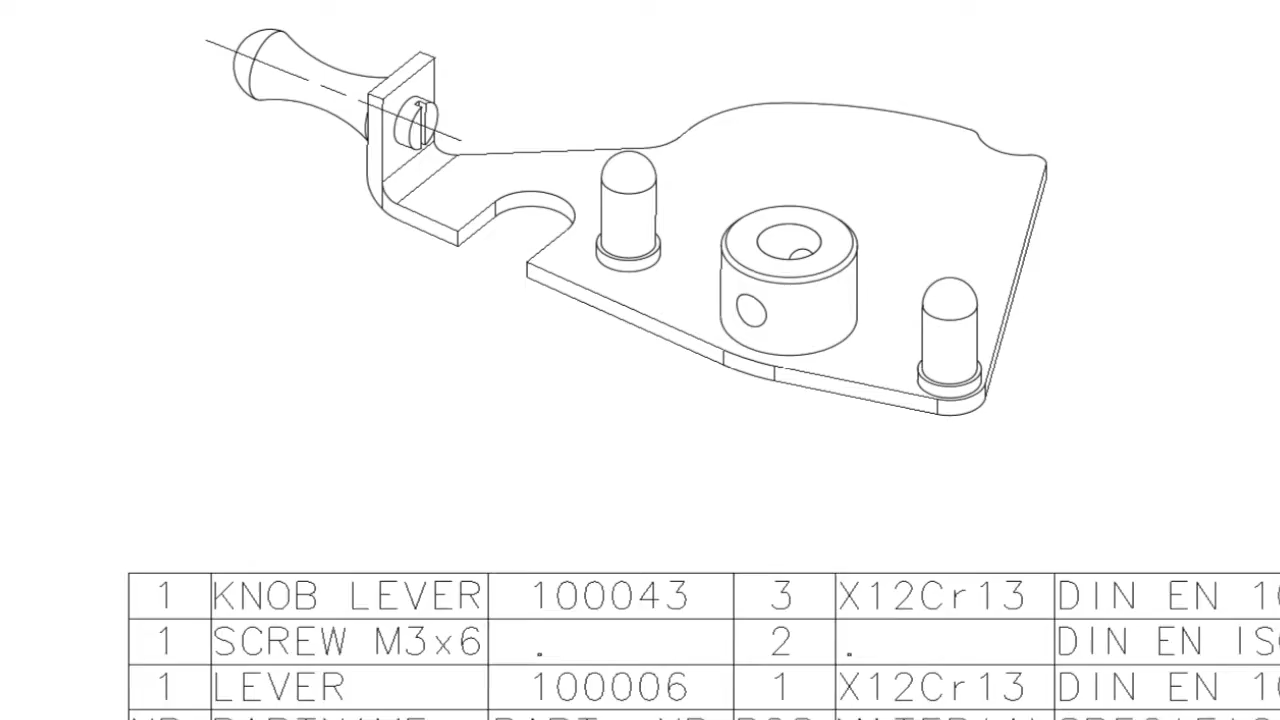 1 KNOB LEVER 100043 3 X12Cr13 DIN EN
1 SCREW M3x6 . 2 . DIN EN
1 LEVER 100006 1 X12Cr13 DIN EN